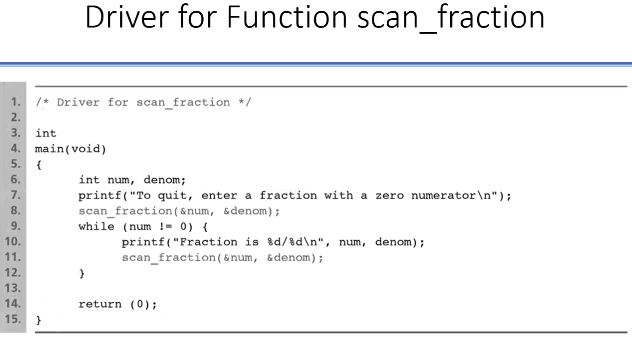 Driver for Function scan_fraction
1. /* Driver for scan_fraction */
2.
3. int
4. main(void)
5. {
6. int num, denom;
7. printf("To quit, enter a fraction with a zero numerator\n");
8. scan_fraction(&num, &denom);
9. while (num != 0) {
10. printf("Fraction is %d/%d\n", num, denom);
11. scan_fraction(&num, &denom);
12. }
13.
14. return (0);
15. }